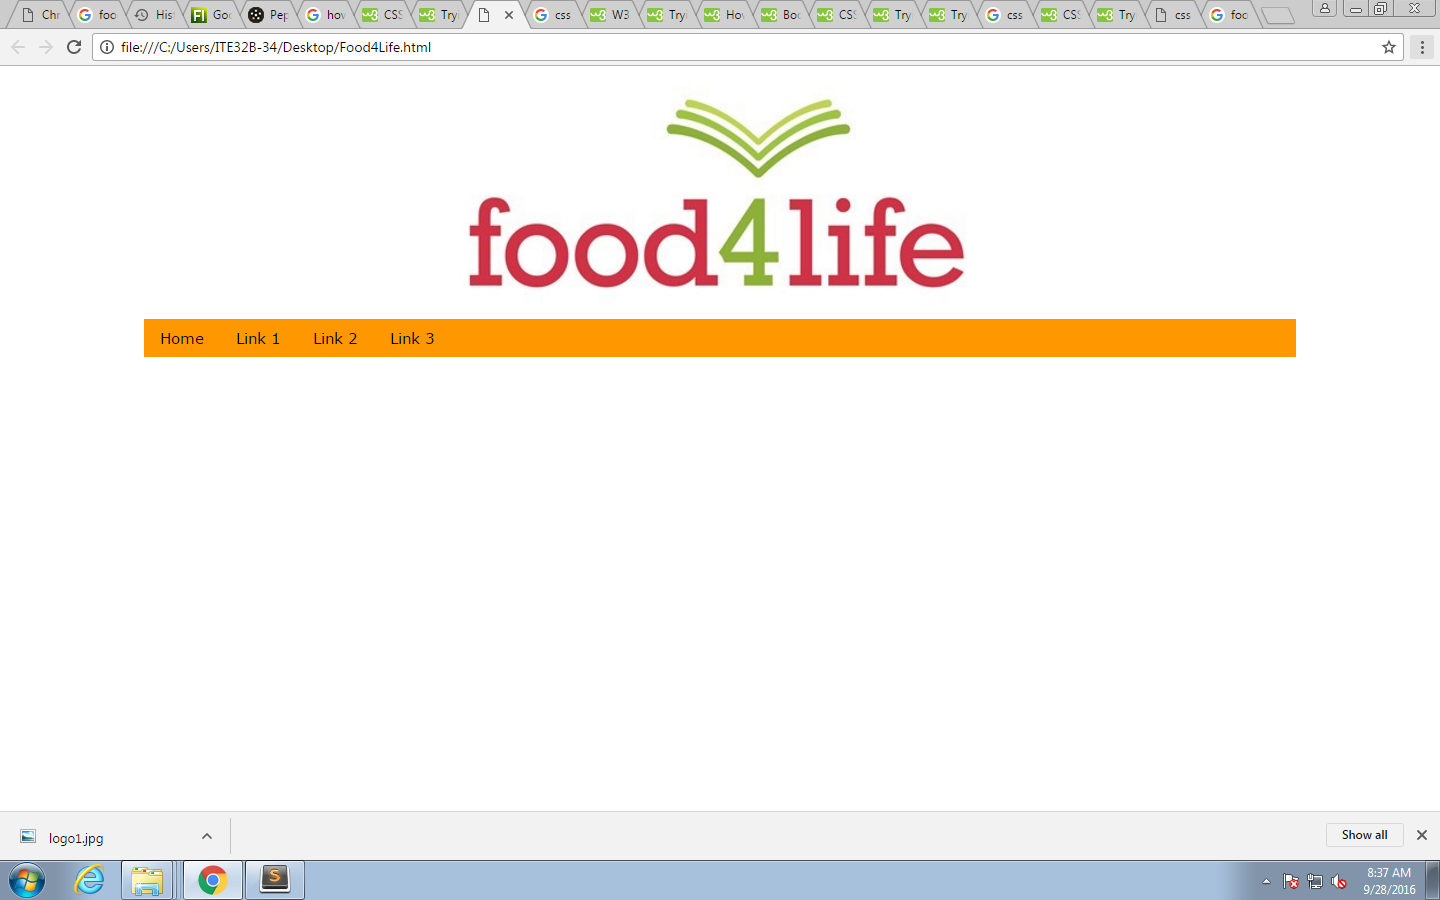 Chr foo His Goo Pep how CSS Try css W3 Try Hov Boo CSS Try Try css CSS Try css foo
file:///C:/Users/ITE32B-34/Desktop/Food4Life.html
food4life
Home Link 1 Link 2 Link 3
logo1.jpg Show all
8:37 AM
9/28/2016